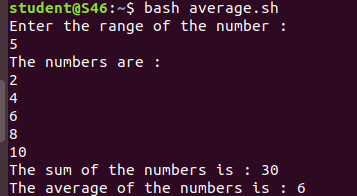 student@S46:~$ bash average.sh
Enter the range of the number :
5
The numbers are :
2
4
6
8
10
The sum of the numbers is : 30
The average of the numbers is : 6